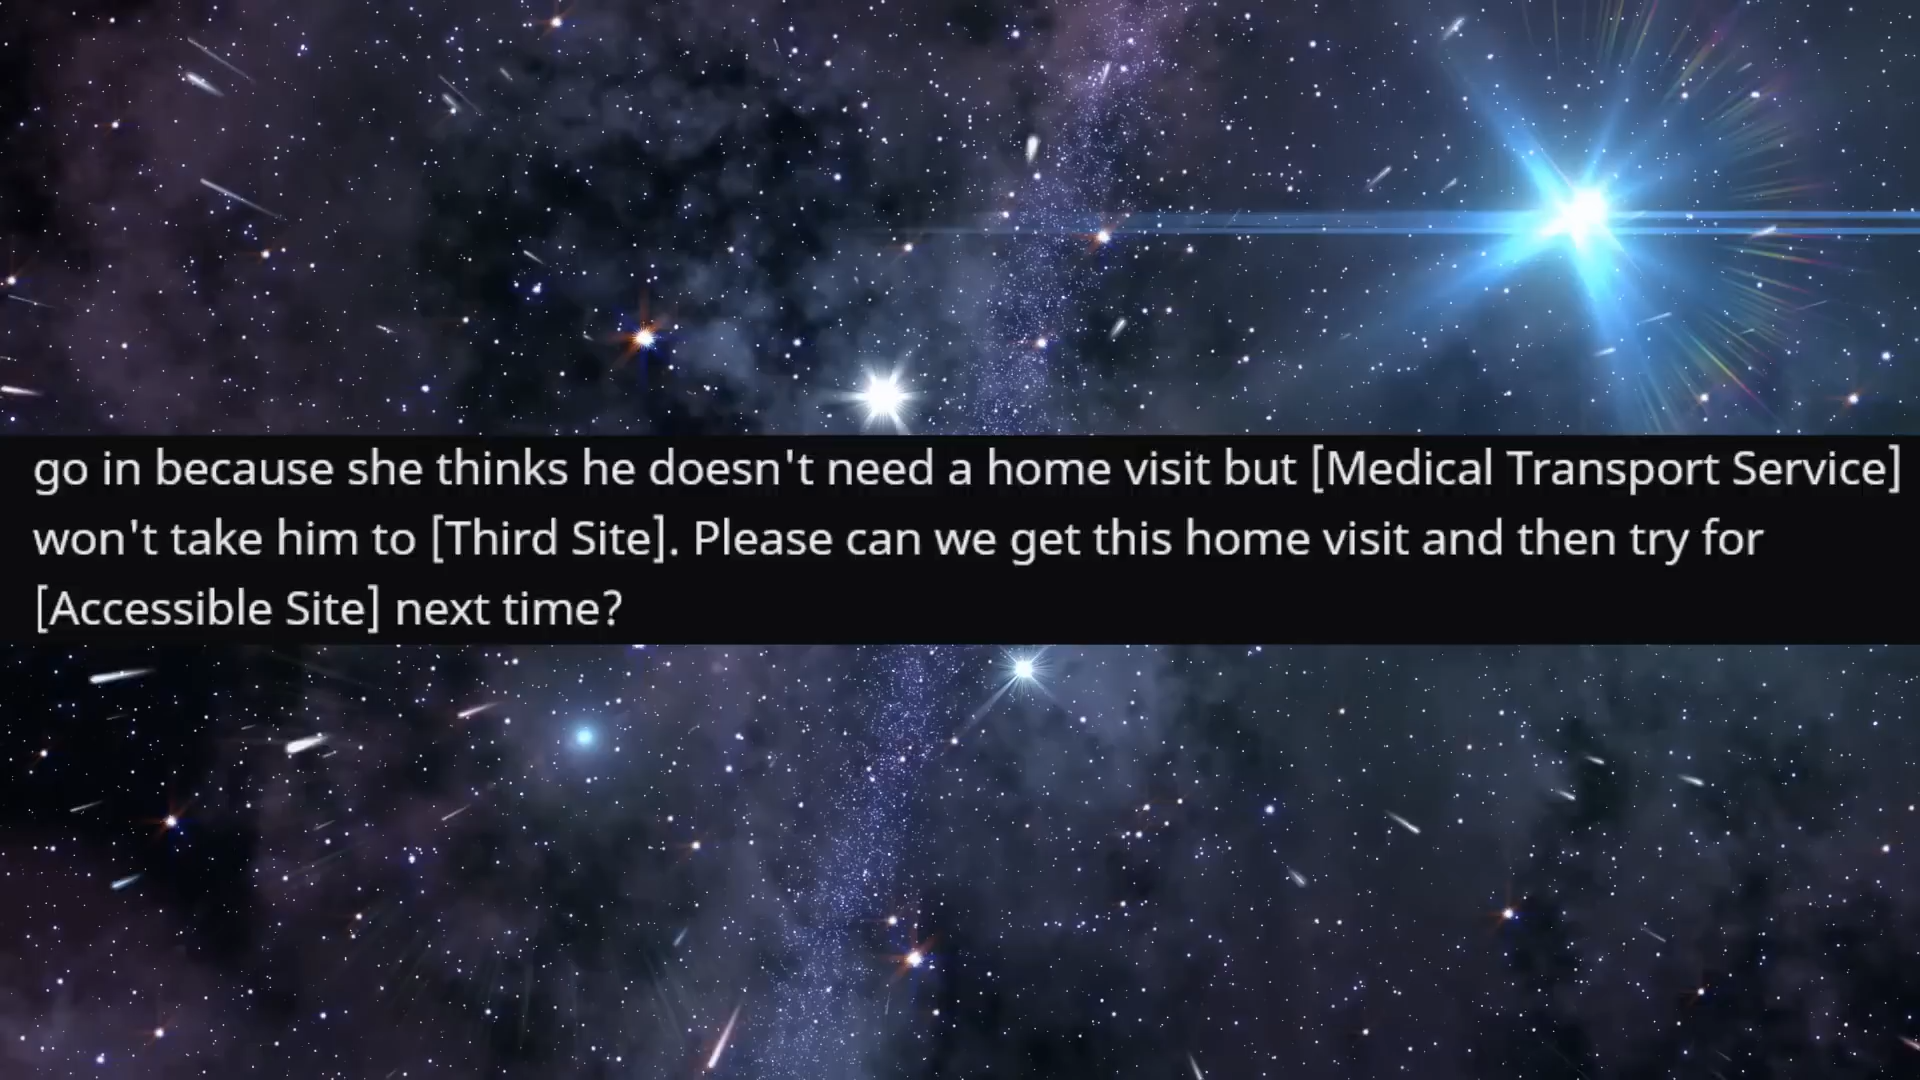 go in because she thinks he doesn't need a home visit but [Medical Transport Service]
won't take him to [Third Site]. Please can we get this home visit and then try for
[Accessible Site] next time?